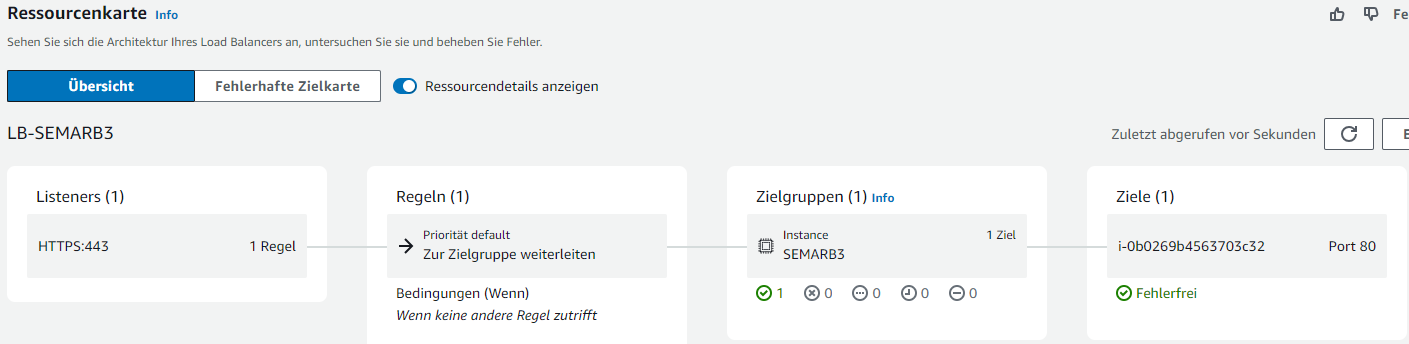 Ressourcenkarte Info
Sehen Sie sich die Architektur Ihres Load Balancers an, untersuchen Sie sie und beheben Sie Fehler.
Übersicht
Fehlerhafte Zielkarte
Ressourcendetails anzeigen
LB-SEMARB3
Zuletzt abgerufen vor Sekunden
Listeners (1)
HTTPS:443 1 Regel
Regeln (1)
Priorität default
Zur Zielgruppe weiterleiten
Bedingungen (Wenn)
Wenn keine andere Regel zutrifft
Zielgruppen (1) Info
Instance 1 Ziel
SEMARB3
1 0 0 0 0
Ziele (1)
i-0b0269b4563703c32 Port 80
Fehlerfrei